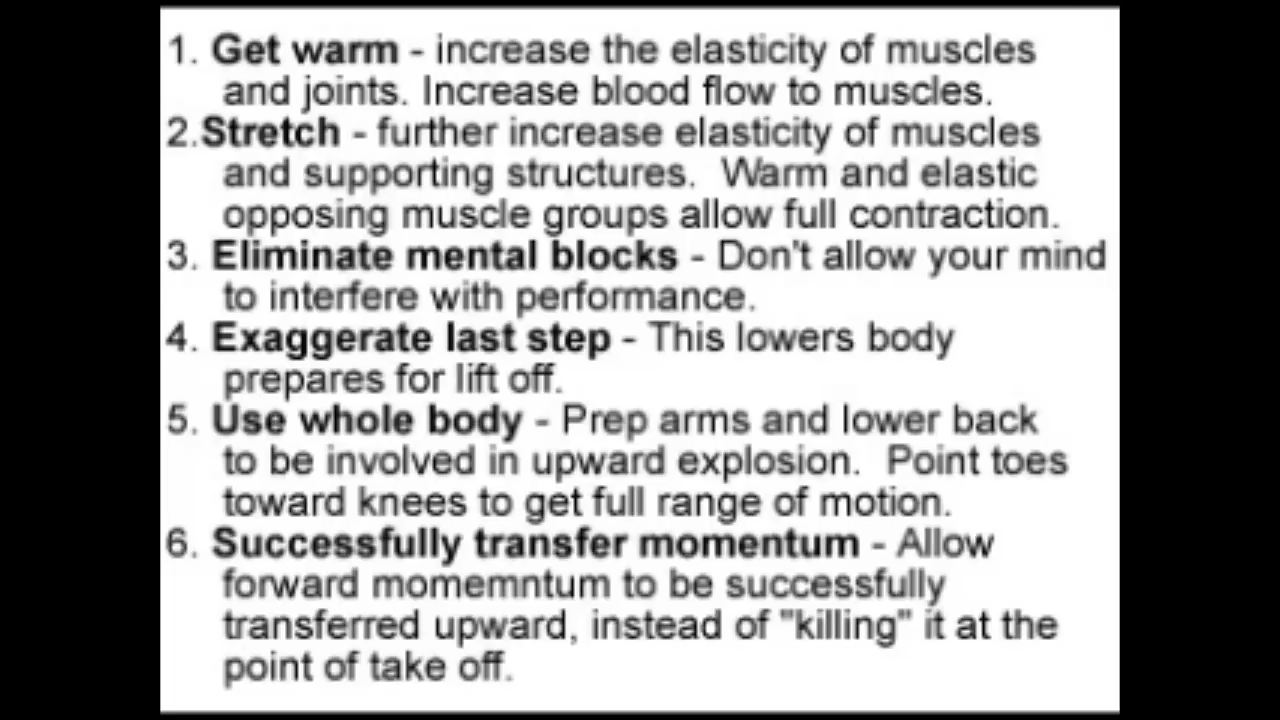 1. Get warm - increase the elasticity of muscles
and joints. Increase blood flow to muscles.
2.Stretch - further increase elasticity of muscles
and supporting structures.  Warm and elastic
opposing muscle groups allow full contraction.
3. Eliminate mental blocks - Don't allow your mind
to interfere with performance.
4. Exaggerate last step - This lowers body
prepares for lift off.
5. Use whole body - Prep arms and lower back
to be involved in upward explosion.  Point toes
toward knees to get full range of motion.
6. Successfully transfer momentum - Allow
forward momemntum to be successfully
transferred upward, instead of "killing" it at the
point of take off.